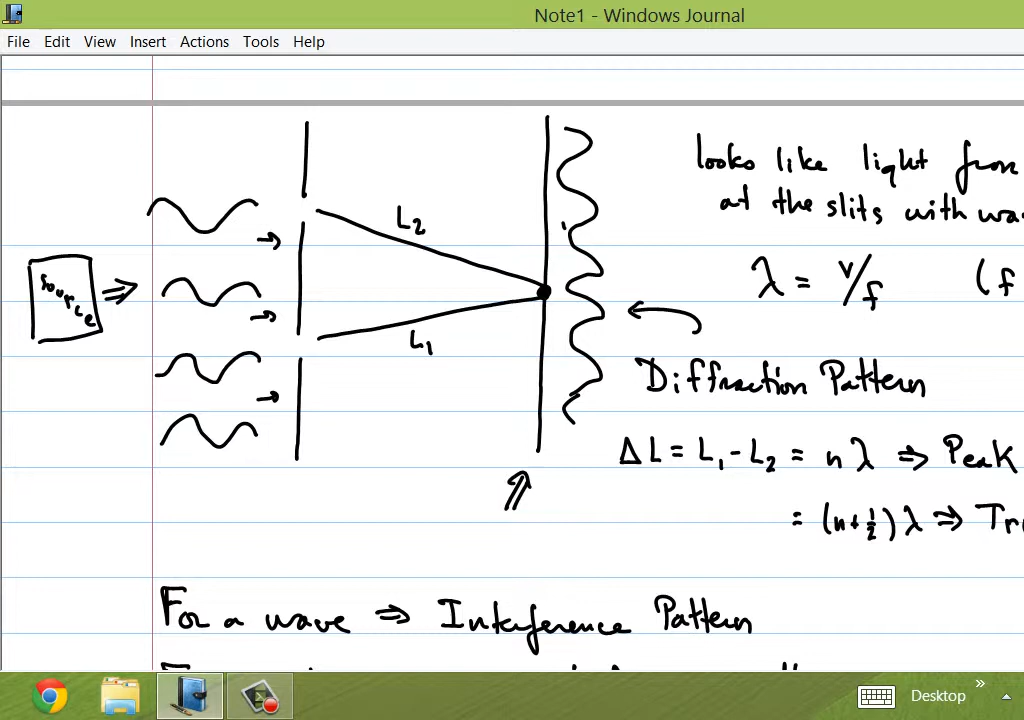 Note1 - Windows Journal
File Edit View Insert Actions Tools Help
looks like light from
at the slits with
L2
source
λ = v/f (f
L1
Diffraction Pattern
ΔL = L1 - L2 = nλ ⇒ Peak
= (n+½)λ ⇒
For a wave ⇒ Interference Pattern
Desktop